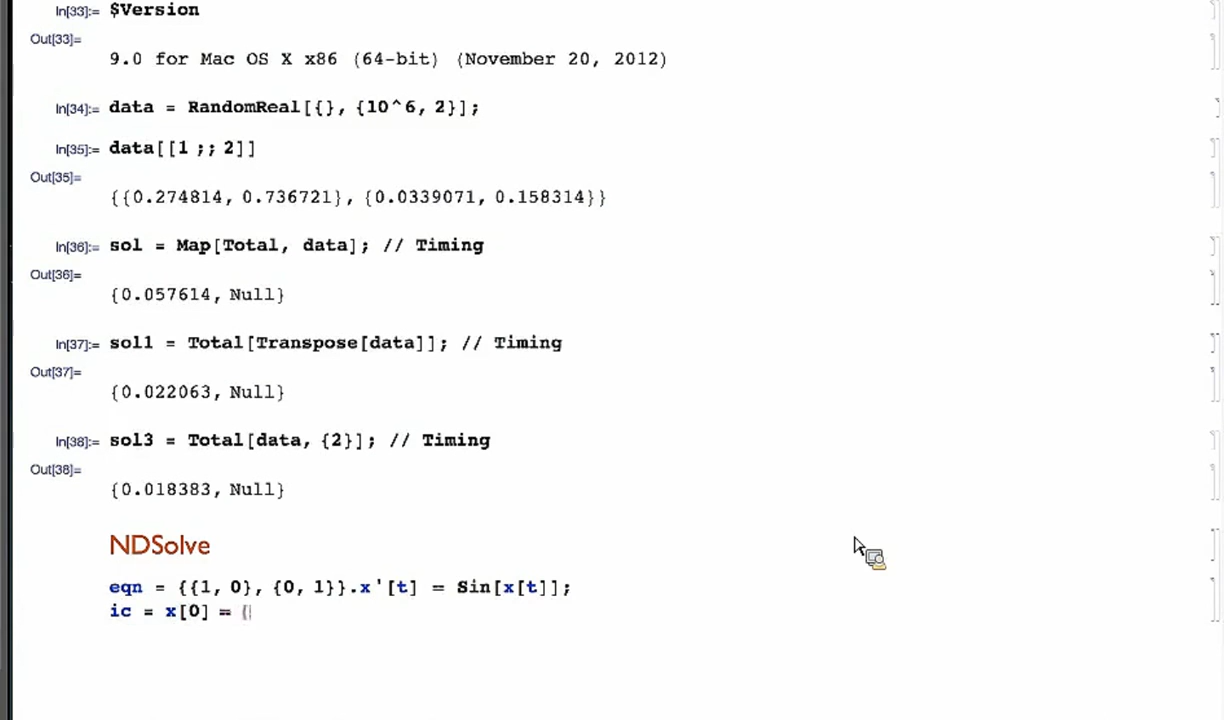 In[33]:= $Version
Out[33]=
9.0 for Mac OS X x86 (64-bit) (November 20, 2012)
In[34]:= data = RandomReal[{}, {10^6, 2}];
In[35]:= data[[1 ;; 2]]
Out[35]=
{{0.274814, 0.736721}, {0.0339071, 0.158314}}
In[36]:= sol = Map[Total, data]; // Timing
Out[36]=
{0.057614, Null}
In[37]:= sol1 = Total[Transpose[data]]; // Timing
Out[37]=
{0.022063, Null}
In[38]:= sol3 = Total[data, {2}]; // Timing
Out[38]=
{0.018383, Null}
NDSolve
eqn = {{1, 0}, {0, 1}}.x'[t] == Sin[x[t]];
ic = x[0] == {